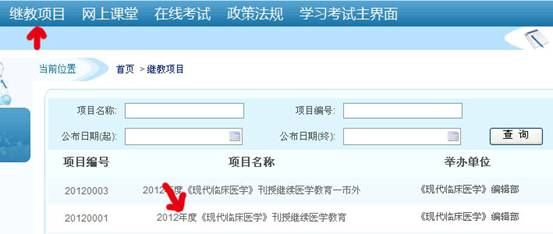 继教项目 网上课堂 在线考试 政策法规 学习考试主界面
当前位置 首页 >继教项目
项目名称: 项目编号:
公布日期(起): 公布日期(终): 查 询
项目编号 项目名称 举办单位
20120003 2012年度《现代临床医学》刊授继续医学教育—市外 《现代临床医学》编辑部
20120001 2012年度《现代临床医学》刊授继续医学教育 《现代临床医学》编辑部